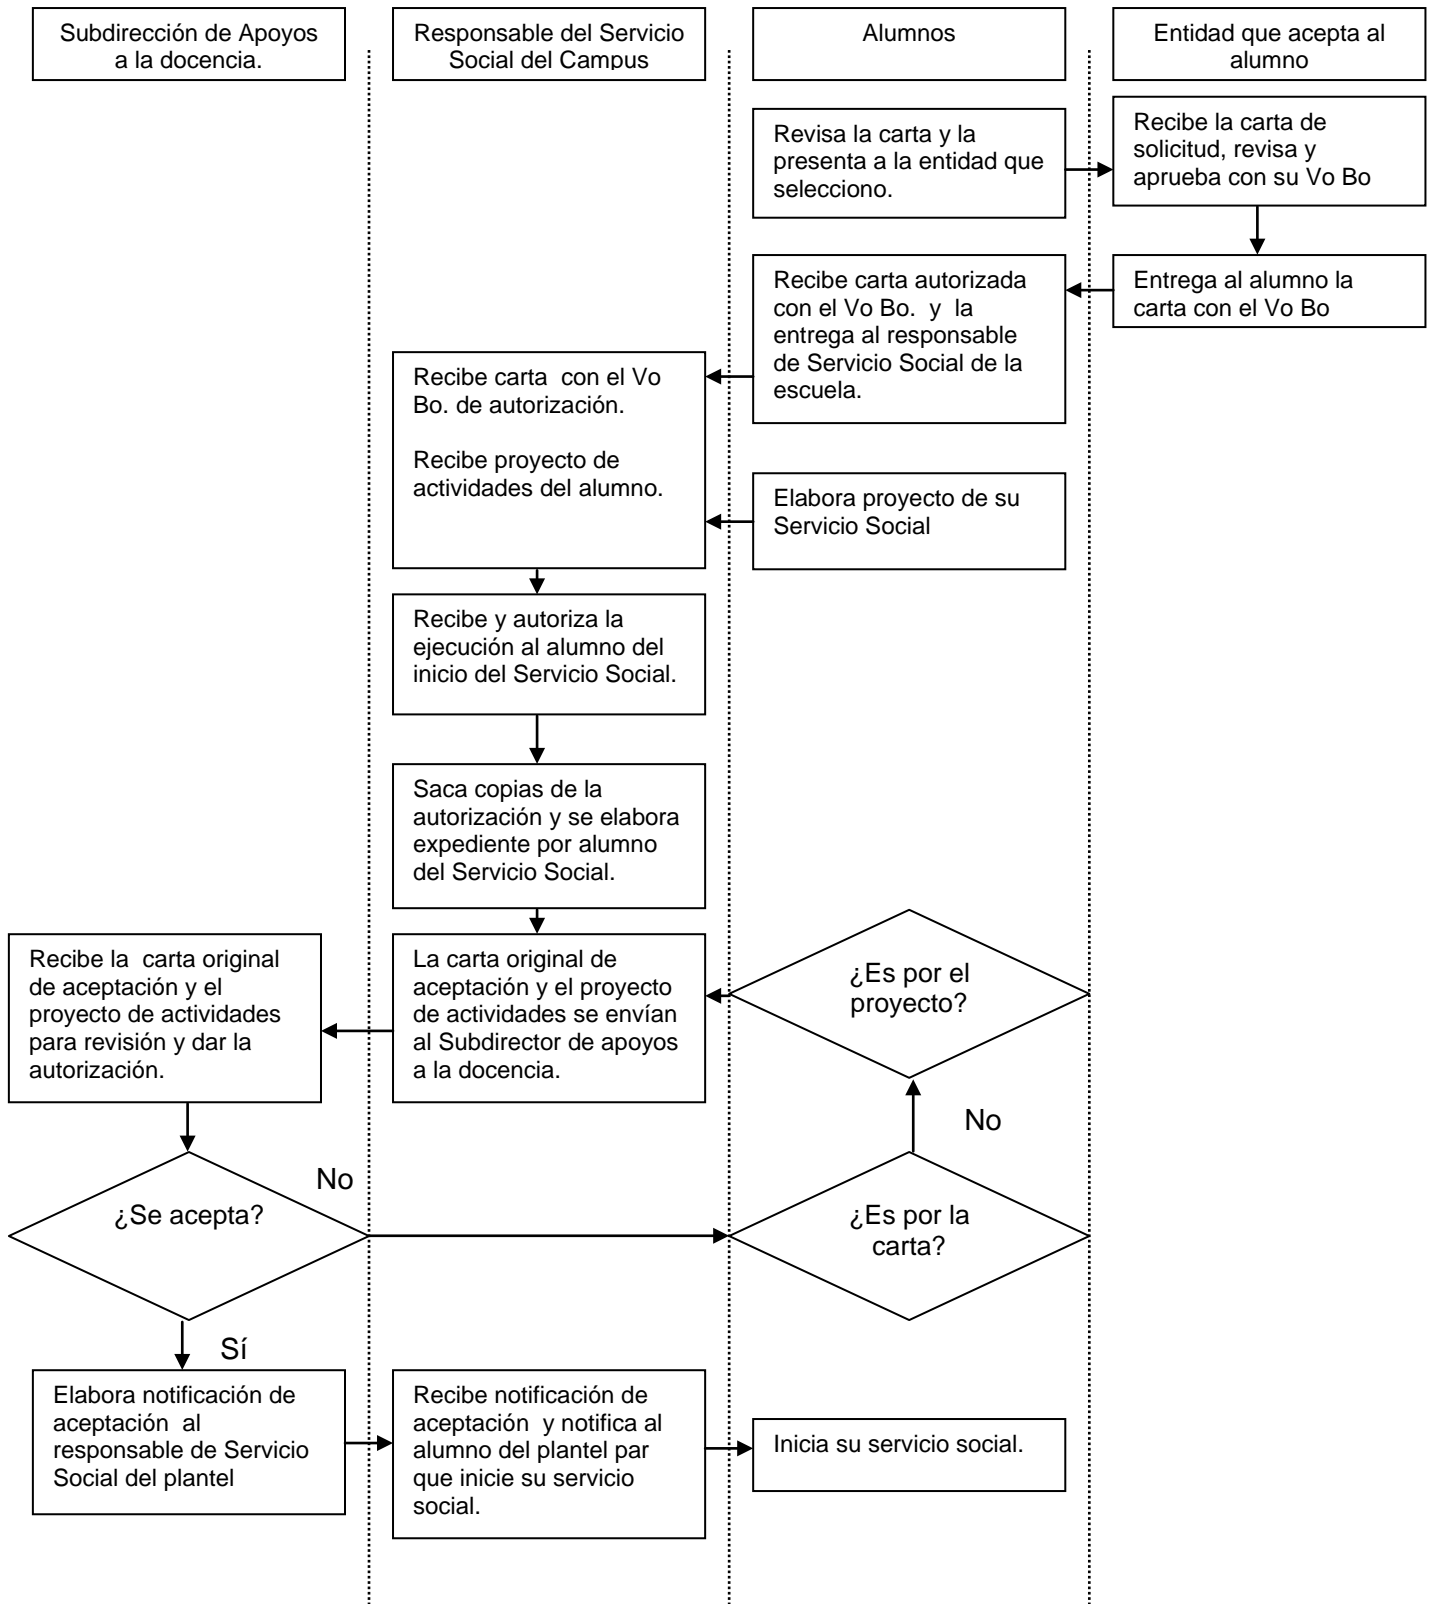 Subdirección de Apoyos
a la docencia.
Responsable del Servicio
Social del Campus
Alumnos
Entidad que acepta al
alumno
Revisa la carta y la
presenta a la entidad que
selecciono.
Recibe la carta de
solicitud, revisa y
aprueba con su Vo Bo
Recibe carta autorizada
con el Vo Bo. y la
entrega al responsable
de Servicio Social de la
escuela.
Entrega al alumno la
carta con el Vo Bo
Recibe carta con el Vo
Bo. de autorización.
Recibe proyecto de
actividades del alumno.
Elabora proyecto de su
Servicio Social
Recibe y autoriza la
ejecución al alumno del
inicio del Servicio Social.
Saca copias de la
autorización y se elabora
expediente por alumno
del Servicio Social.
Recibe la carta original
de aceptación y el
proyecto de actividades
para revisión y dar la
autorización.
La carta original de
aceptación y el proyecto
de actividades se envían
al Subdirector de apoyos
a la docencia.
¿Es por el
proyecto?
No
No
¿Se acepta?
¿Es por la
carta?
Sí
Elabora notificación de
aceptación al
responsable de Servicio
Social del plantel
Recibe notificación de
aceptación y notifica al
alumno del plantel par
que inicie su servicio
social.
Inicia su servicio social.